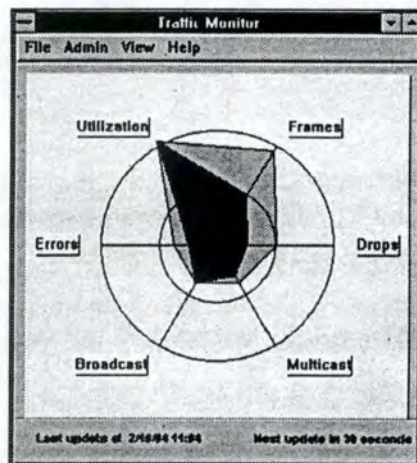 Traffic Monitor
File Admin View Help
Utilization
Frames
Errors
Drops
Broadcast
Multicast
Last update at 2/16/94 11:04
Next update in 30 seconds